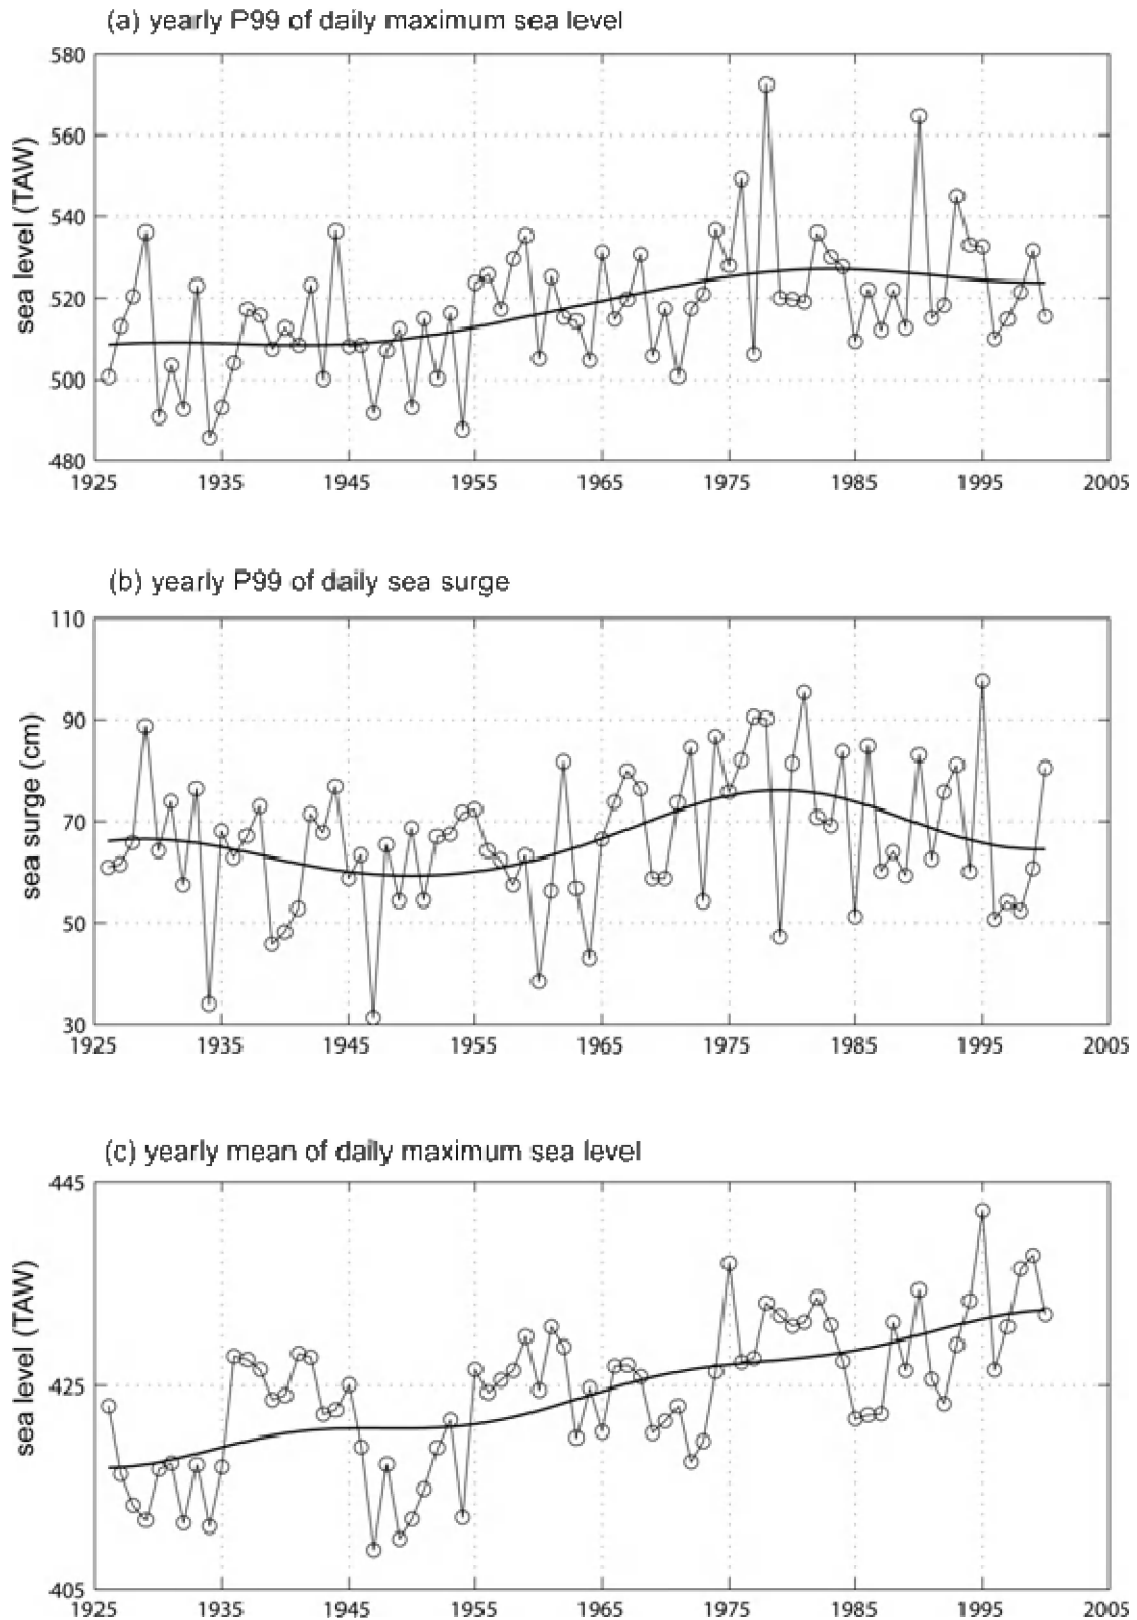 (a) yearly P99 of daily maximum sea level
580
560
540
520
500
480
sea level (TAW)
1925 1935 1945 1955 1965 1975 1985 1995 2005
(b) yearly P99 of daily sea surge
110
90
70
50
30
sea surge (cm)
1925 1935 1945 1955 1965 1975 1985 1995 2005
(c) yearly mean of daily maximum sea level
445
425
405
sea level (TAW)
1925 1935 1945 1955 1965 1975 1985 1995 2005